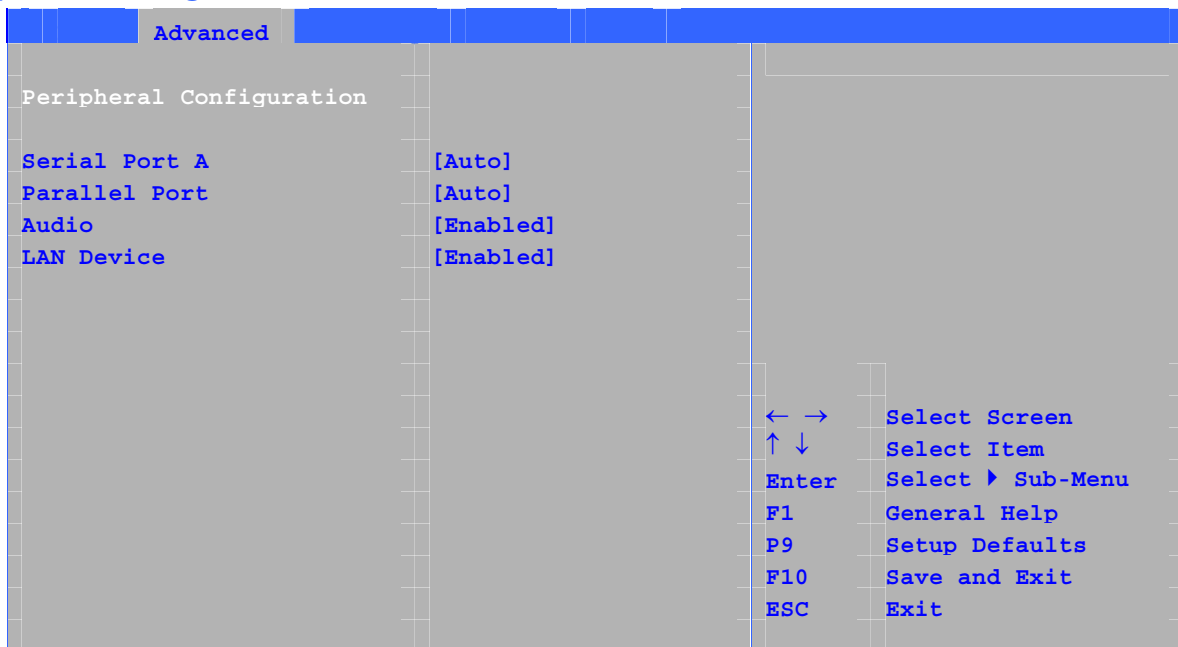 Advanced
Peripheral Configuration
Serial Port A [Auto]
Parallel Port [Auto]
Audio [Enabled]
LAN Device [Enabled]
← → Select Screen
↑ ↓ Select Item
Enter Select ▶ Sub-Menu
F1 General Help
P9 Setup Defaults
F10 Save and Exit
ESC Exit